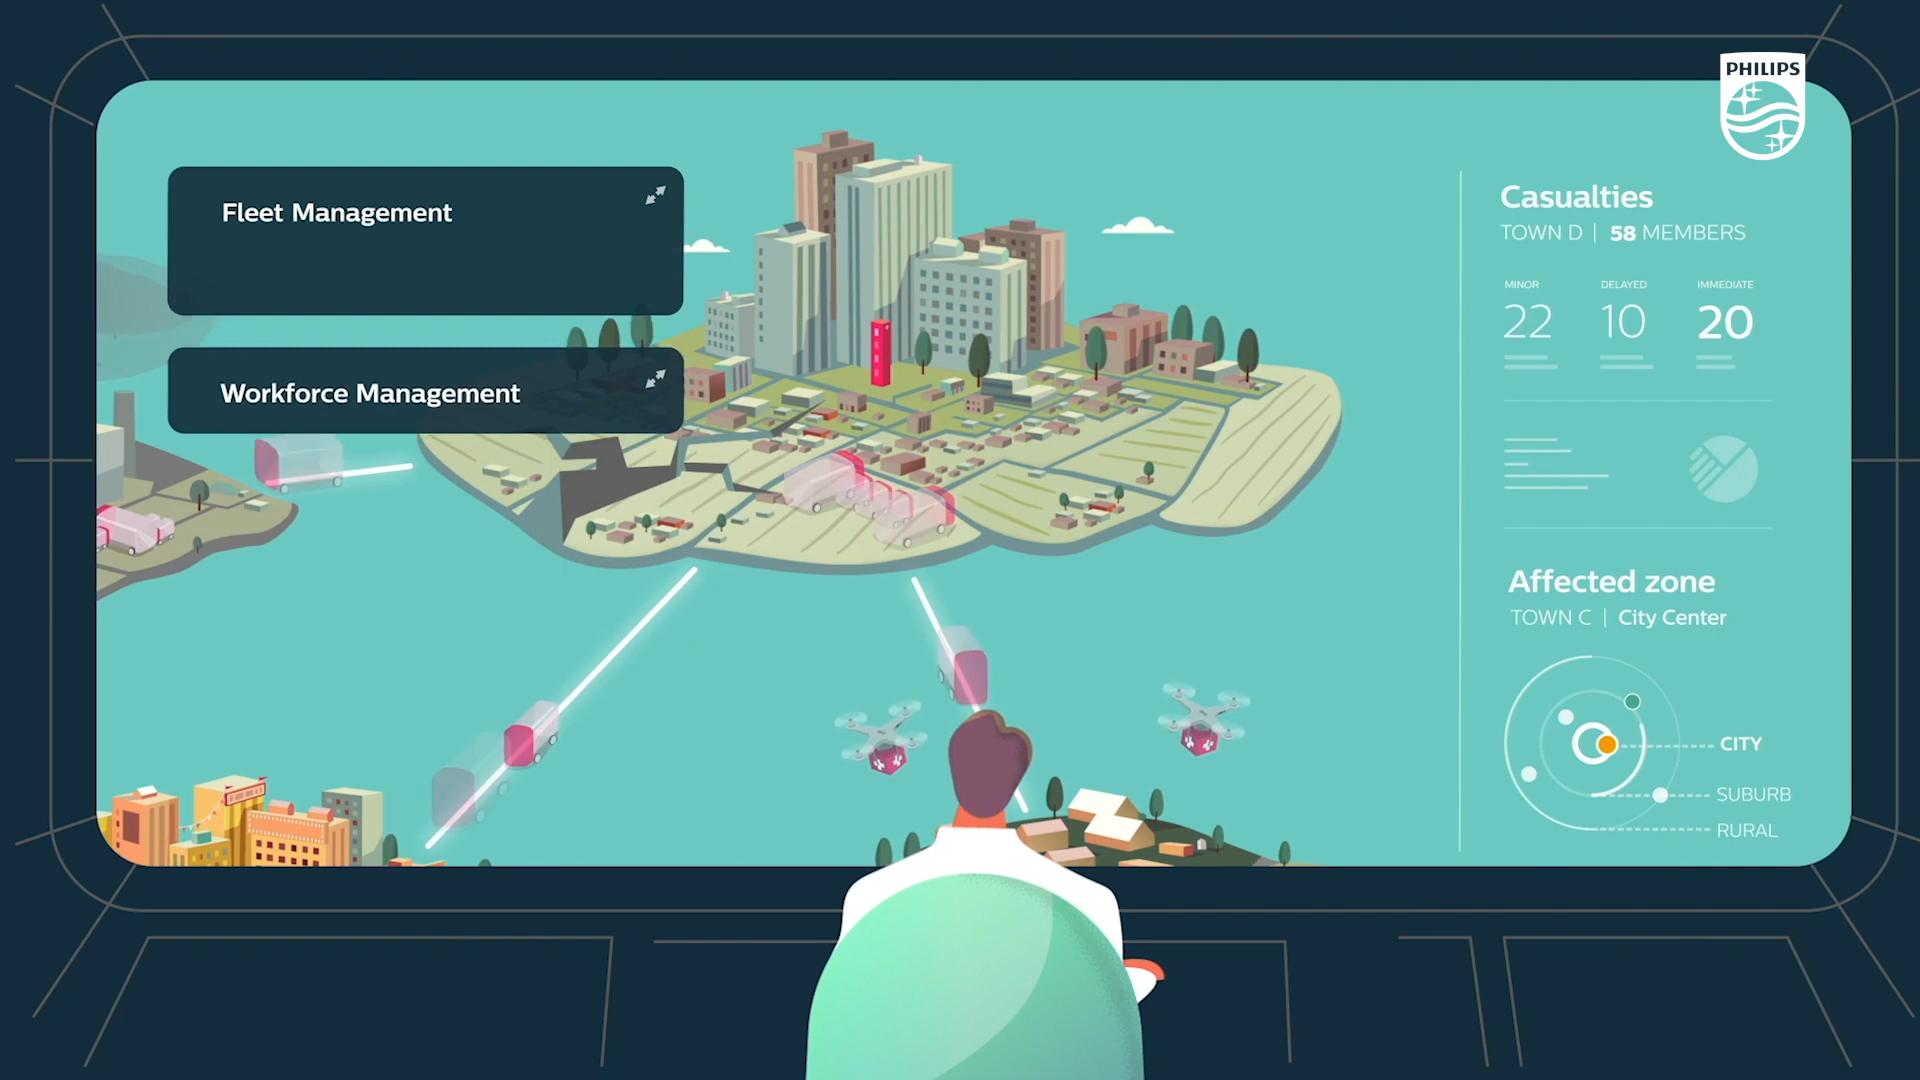 PHILIPS
Fleet Management
Workforce Management
Casualties
TOWN D | 58 MEMBERS
MINOR DELAYED IMMEDIATE
22 10 20
Affected zone
TOWN C | City Center
CITY
SUBURB
RURAL